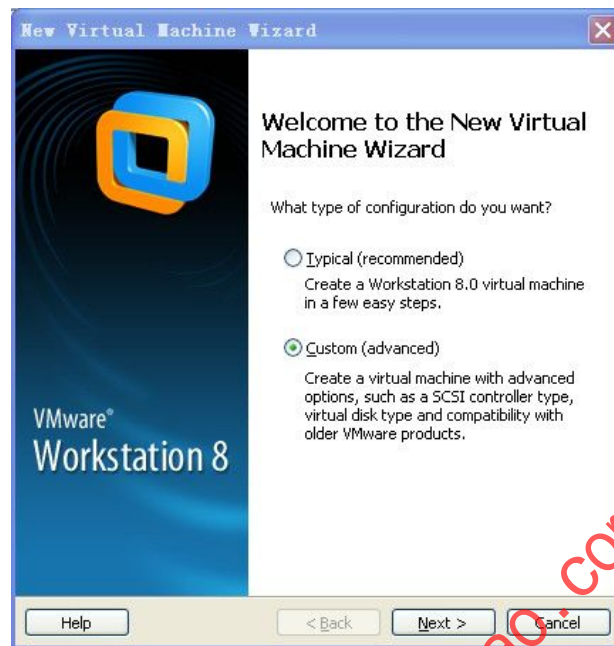 New Virtual Machine Wizard
Welcome to the New Virtual
Machine Wizard
What type of configuration do you want?
Typical (recommended)
Create a Workstation 8.0 virtual machine
in a few easy steps.
Custom (advanced)
Create a virtual machine with advanced
options, such as a SCSI controller type,
virtual disk type and compatibility with
older VMware products.
VMware®
Workstation 8
Help
< Back
Next >
Cancel